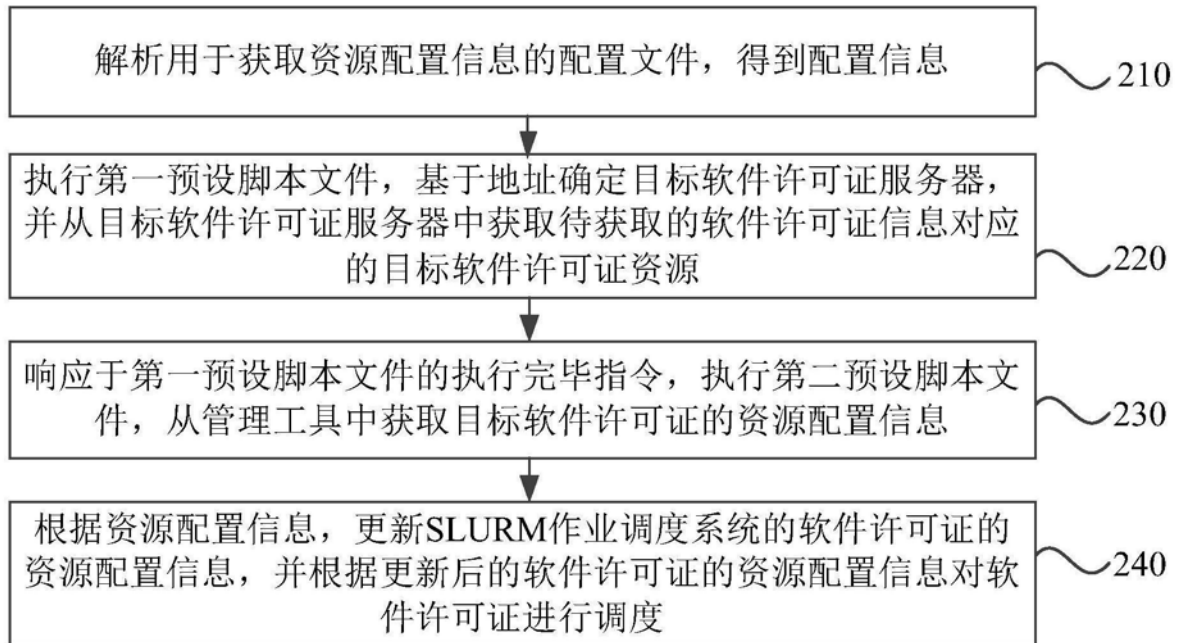 解析用于获取资源配置信息的配置文件，得到配置信息
210
执行第一预设脚本文件，基于地址确定目标软件许可证服务器，
并从目标软件许可证服务器中获取待获取的软件许可证信息对应
的目标软件许可证资源
220
响应于第一预设脚本文件的执行完毕指令，执行第二预设脚本文
件，从管理工具中获取目标软件许可证的资源配置信息
230
根据资源配置信息，更新SLURM作业调度系统的软件许可证的
资源配置信息，并根据更新后的软件许可证的资源配置信息对软
件许可证进行调度
240